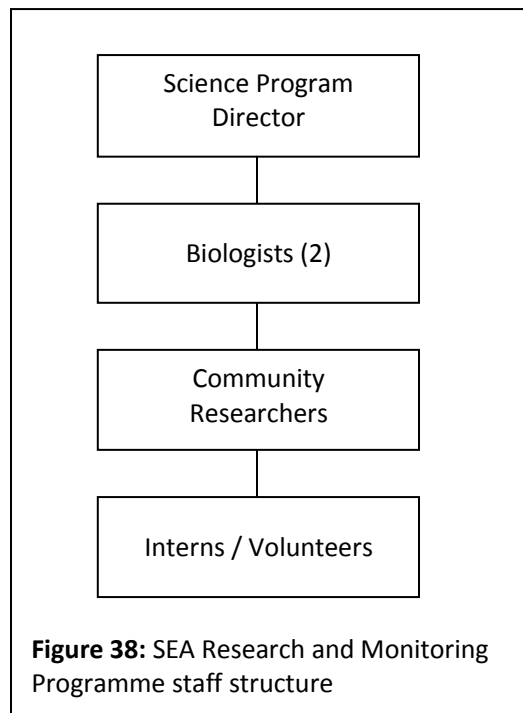 Science Program
Director
Biologists (2)
Community
Researchers
Interns / Volunteers
Figure 38: SEA Research and Monitoring
Programme staff structure